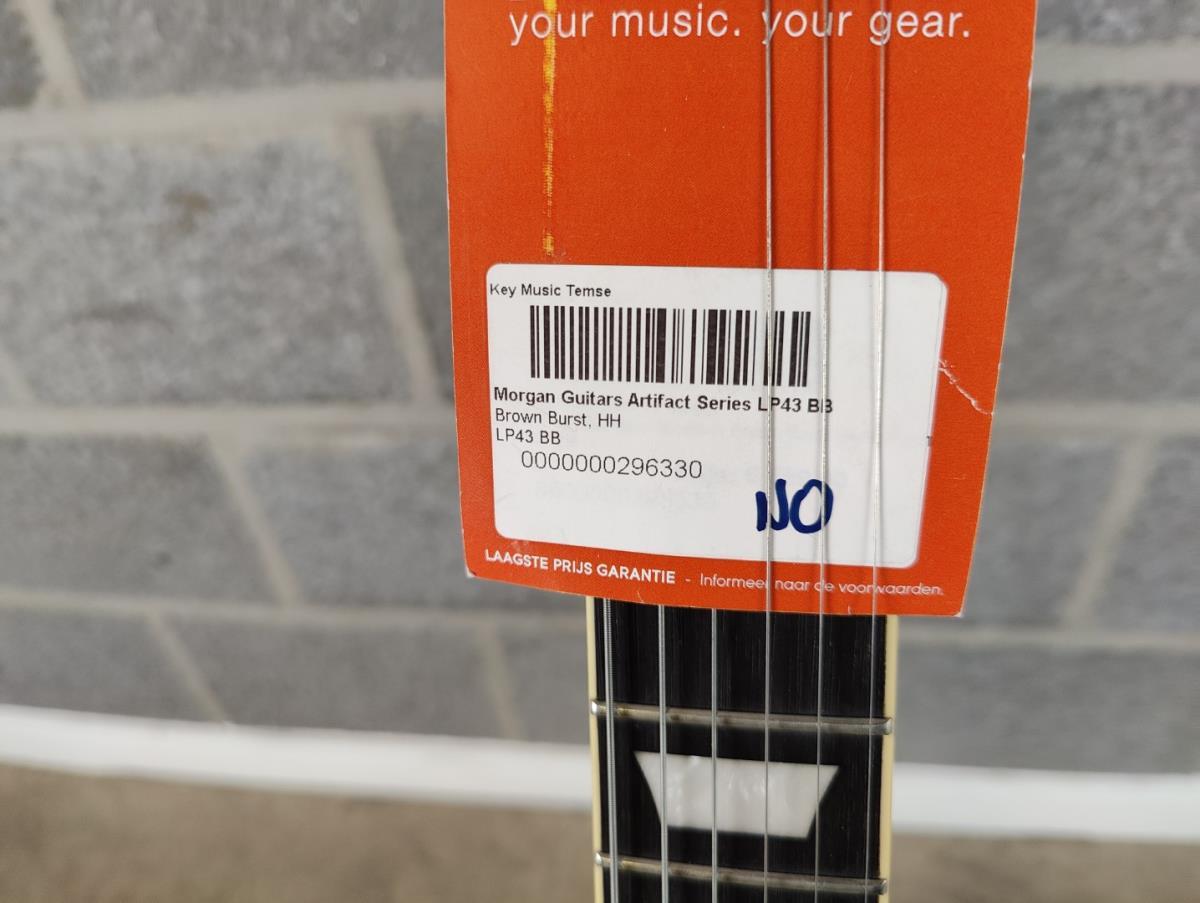 your music. your gear.
Key Music Temse
Morgan Guitars Artifact Series LP43 BB
Brown Burst, HH
LP43 BB
0000000296330
NO
LAAGSTE PRIJS GARANTIE - Informeer naar de voorwaarden.